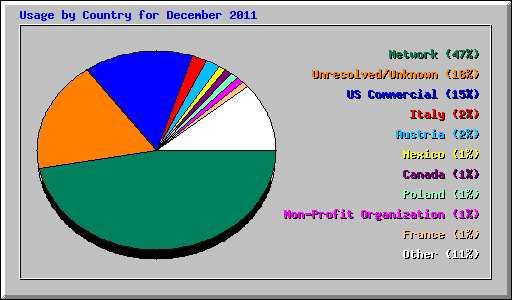 Usage by Country for December 2011
Network (47%)
Unresolved/Unknown (18%)
US Commercial (15%)
Italy (2%)
Austria (2%)
Mexico (1%)
Canada (1%)
Poland (1%)
Non-Profit Organization (1%)
France (1%)
Other (11%)